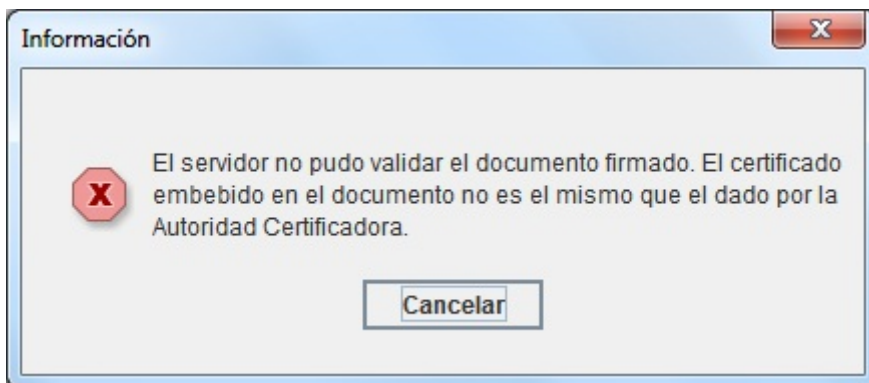 Información
El servidor no pudo validar el documento firmado. El certificado
embebido en el documento no es el mismo que el dado por la
Autoridad Certificadora.
Cancelar